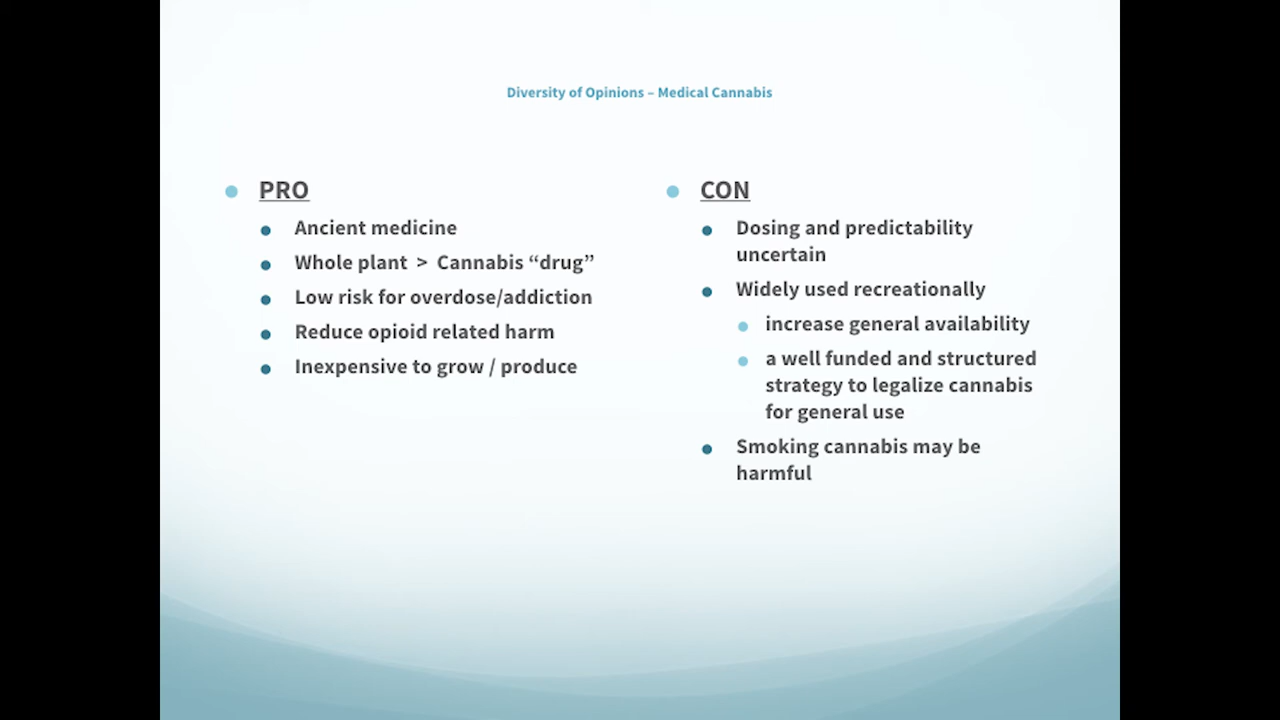 Diversity of Opinions – Medical Cannabis
PRO
Ancient medicine
Whole plant > Cannabis “drug”
Low risk for overdose/addiction
Reduce opioid related harm
Inexpensive to grow / produce
CON
Dosing and predictability
uncertain
Widely used recreationally
increase general availability
a well funded and structured
strategy to legalize cannabis
for general use
Smoking cannabis may be
harmful